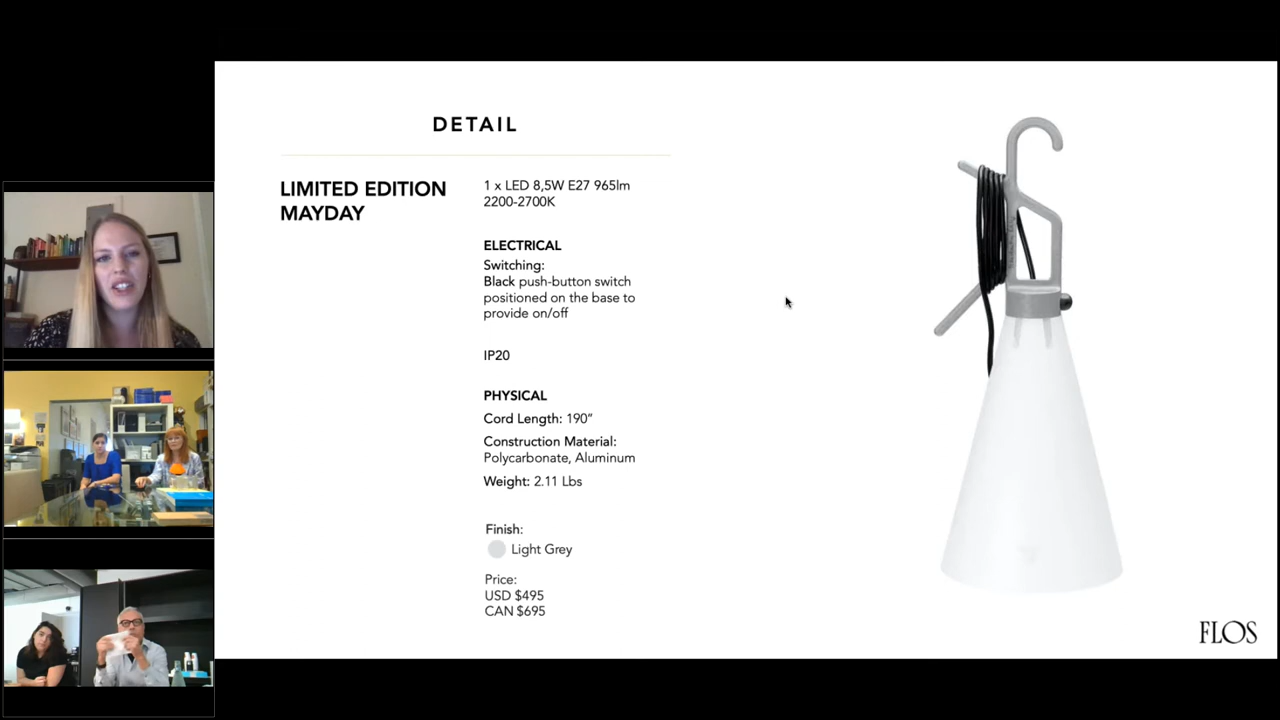 DETAIL
LIMITED EDITION
MAYDAY
1 x LED 8,5W E27 965lm
2200-2700K
ELECTRICAL
Switching:
Black push-button switch
positioned on the base to
provide on/off
IP20
PHYSICAL
Cord Length: 190”
Construction Material:
Polycarbonate, Aluminum
Weight: 2.11 Lbs
Finish:
Light Grey
Price:
USD $495
CAN $695
FLOS